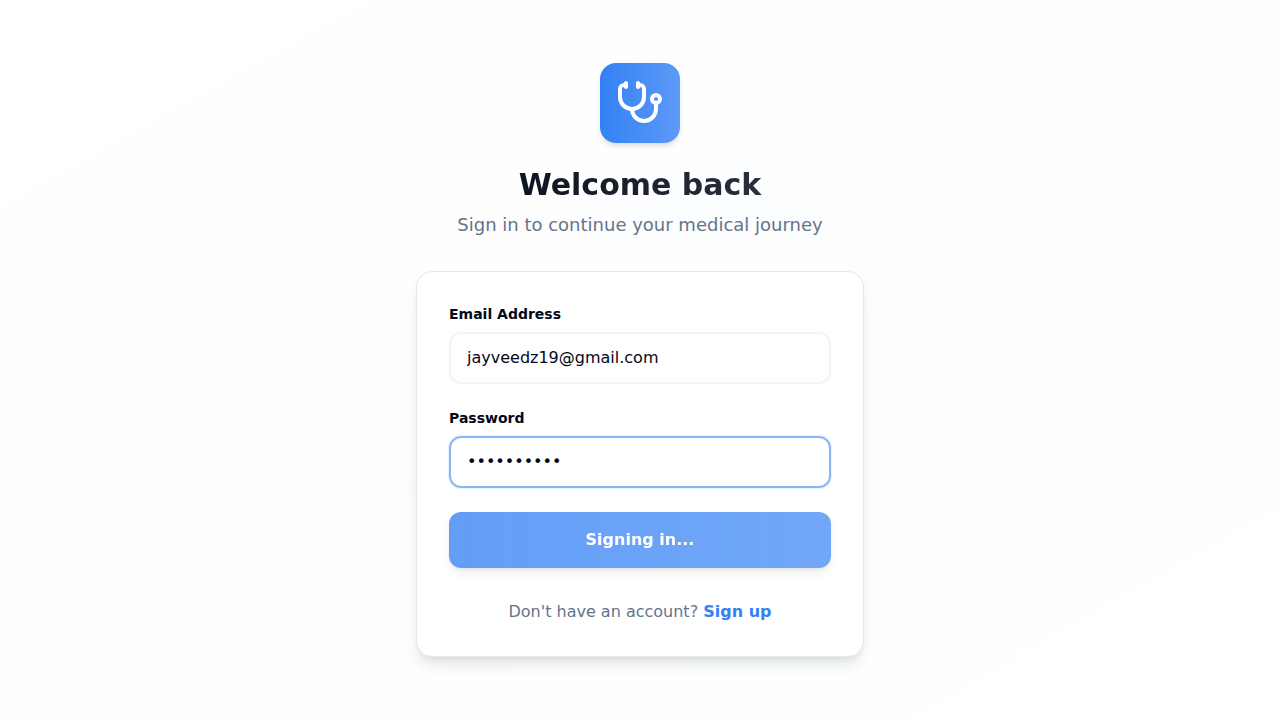 Welcome back
Sign in to continue your medical journey
Email Address
jayveedz19@gmail.com
Password
••••••••••
Signing in...
Don't have an account? Sign up